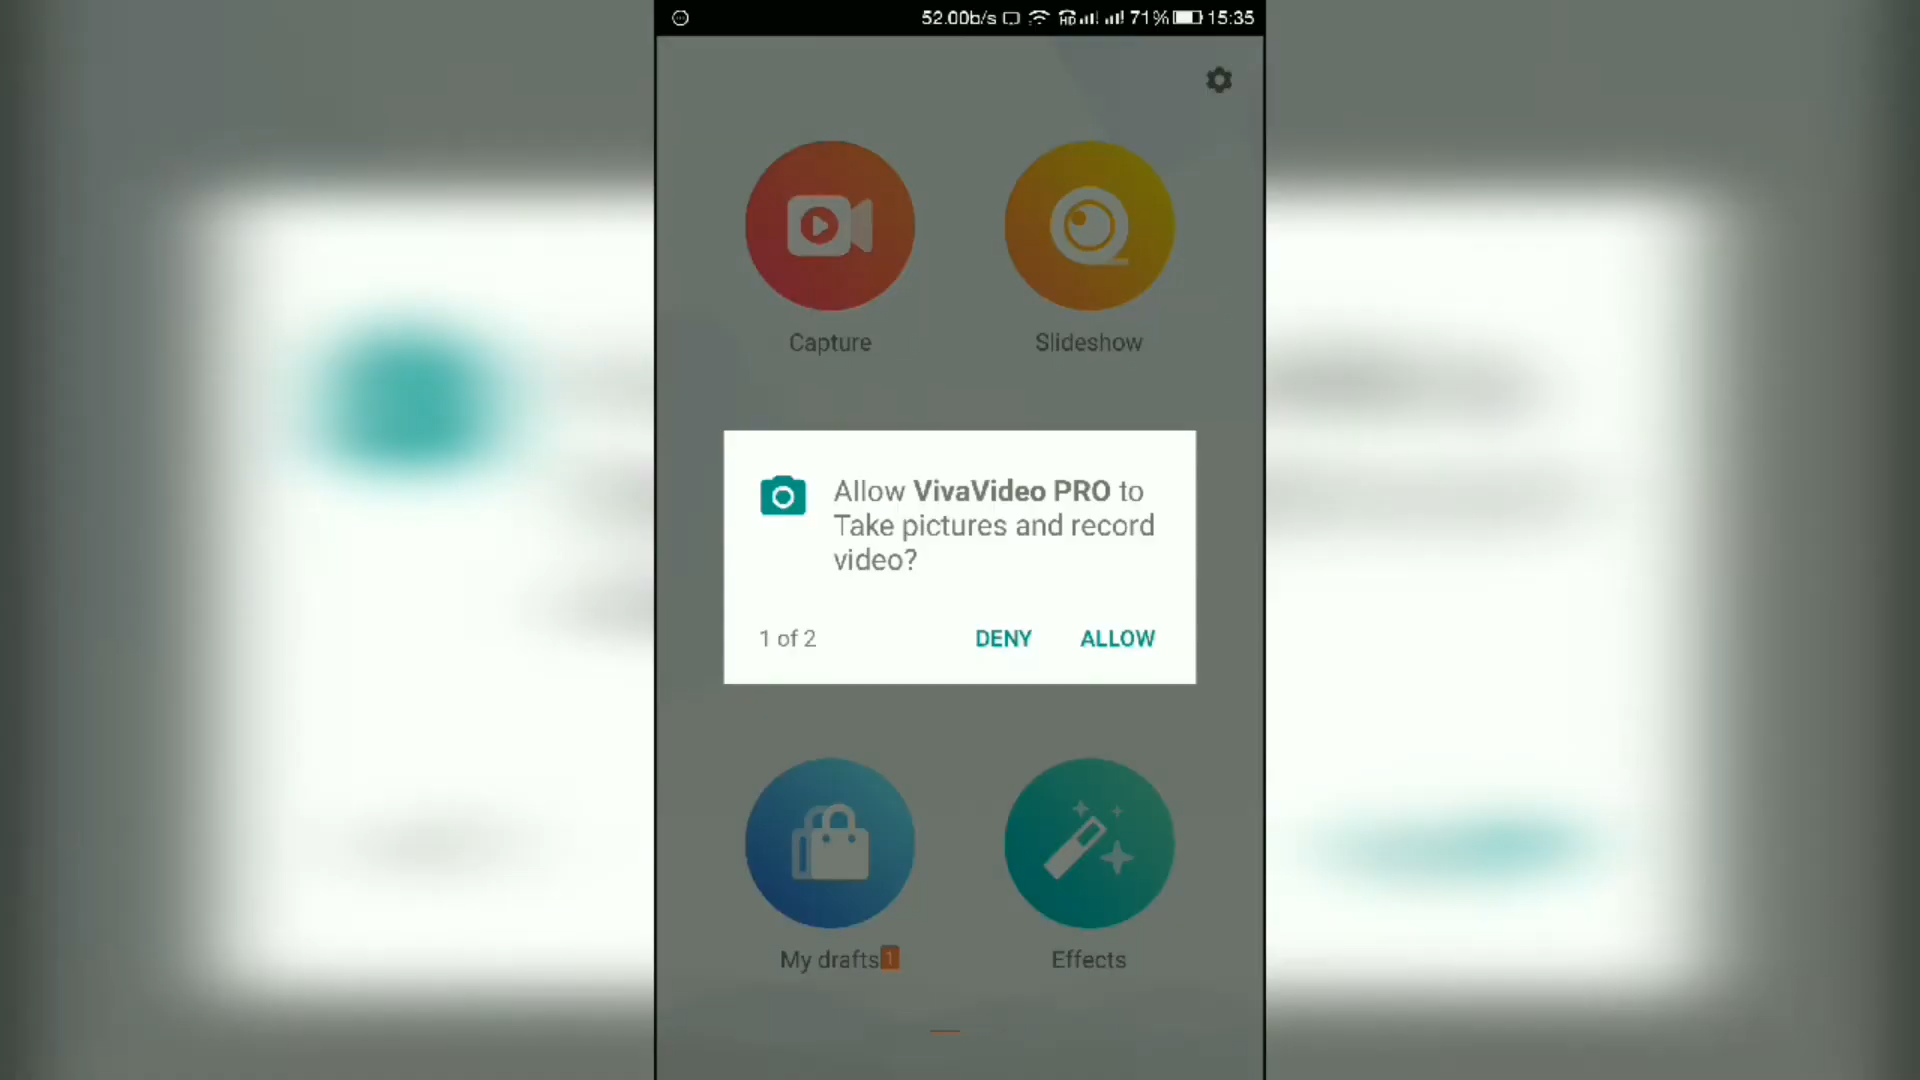 52.00b/s HD 71% 15:35
Capture
Slideshow
Allow VivaVideo PRO to
Take pictures and record
video?
1 of 2
DENY
ALLOW
My drafts 1
Effects